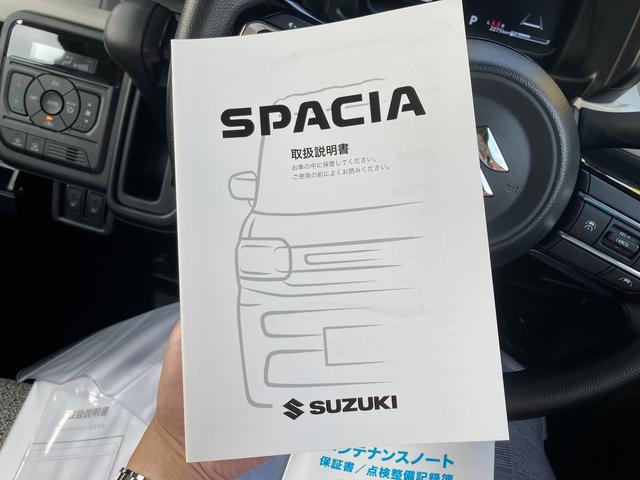 SPACIA
取扱説明書
お車の中に保管してください。
ご使用の前によくお読みください。
SUZUKI
取扱説明書
メンテナンスノート
保証書／点検整備記録簿
P
CANCEL